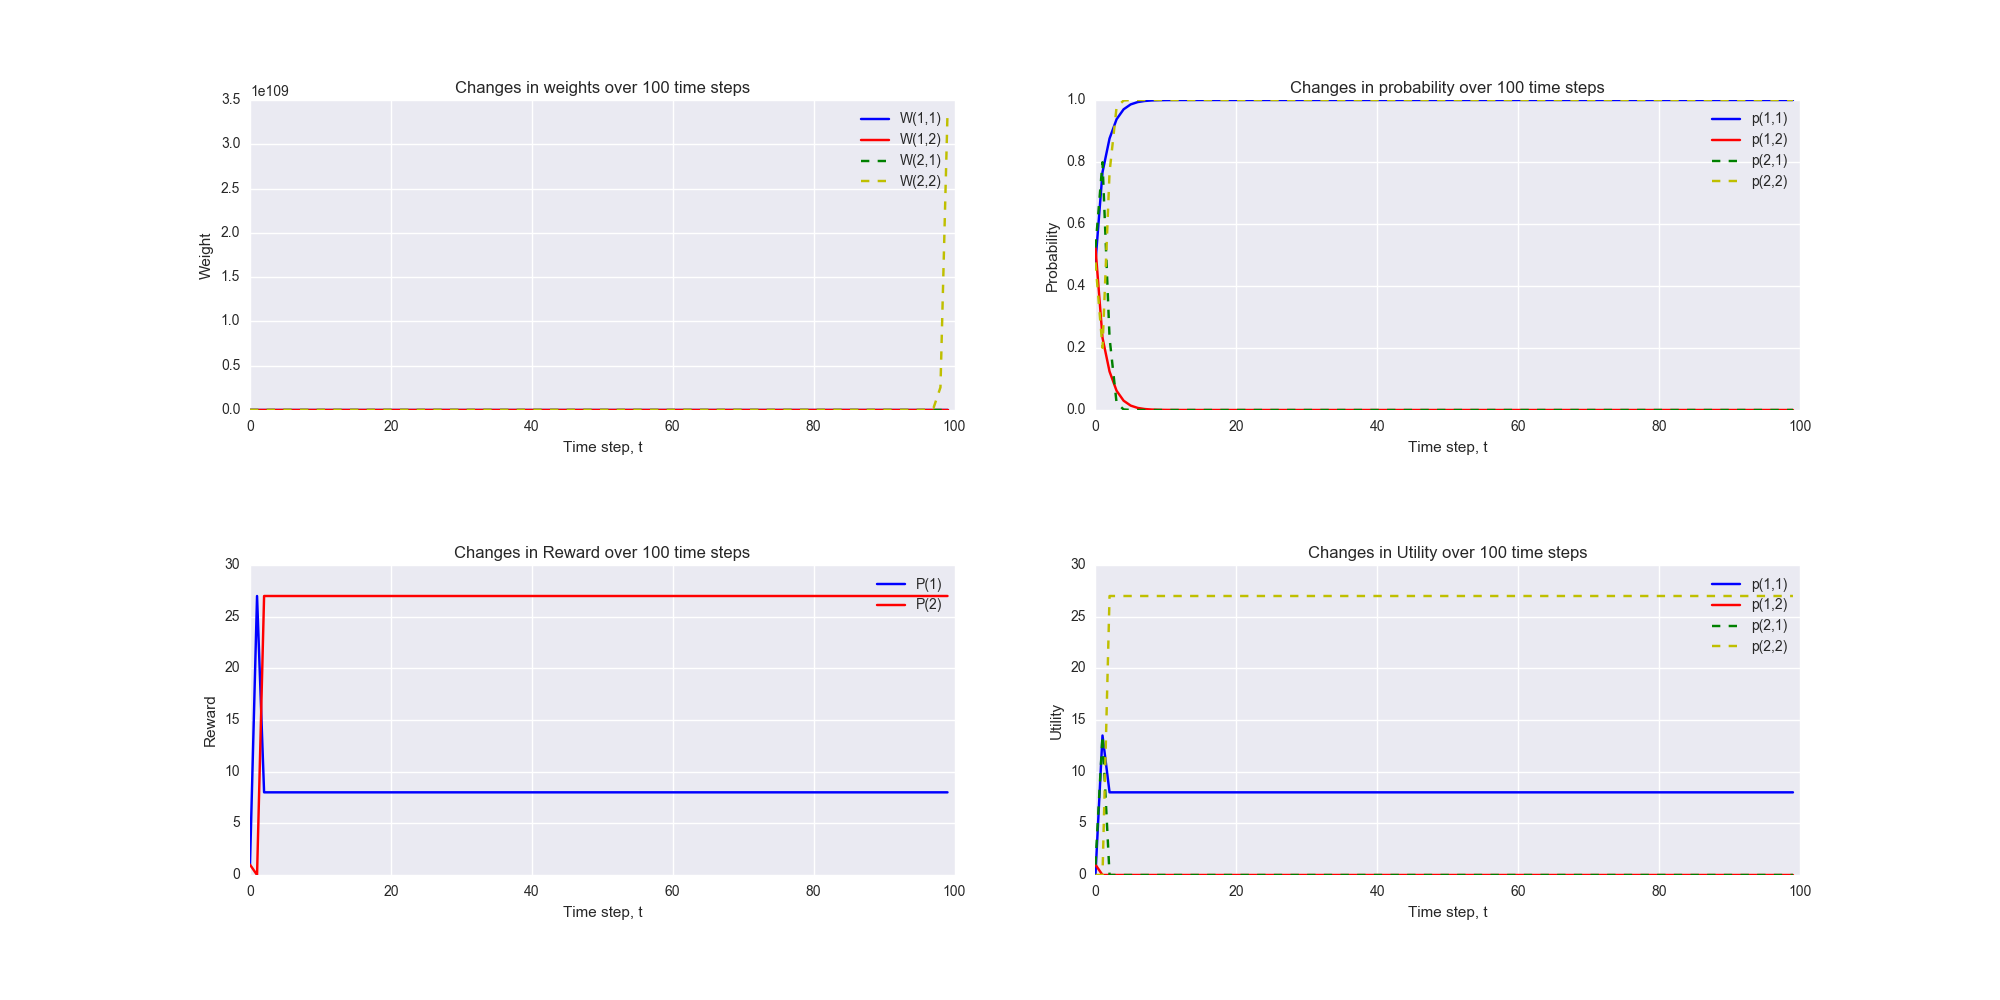 Changes in weights over 100 time steps
1e109
3.5
3.0
2.5
2.0
1.5
1.0
0.5
0.0
Weight
W(1,1)
W(1,2)
W(2,1)
W(2,2)
0 20 40 60 80 100
Time step, t
Changes in probability over 100 time steps
1.0
0.8
0.6
0.4
0.2
0.0
Probability
p(1,1)
p(1,2)
p(2,1)
p(2,2)
0 20 40 60 80 100
Time step, t
Changes in Reward over 100 time steps
30
25
20
15
10
5
0
Reward
P(1)
P(2)
0 20 40 60 80 100
Time step, t
Changes in Utility over 100 time steps
30
25
20
15
10
5
0
Utility
p(1,1)
p(1,2)
p(2,1)
p(2,2)
0 20 40 60 80 100
Time step, t